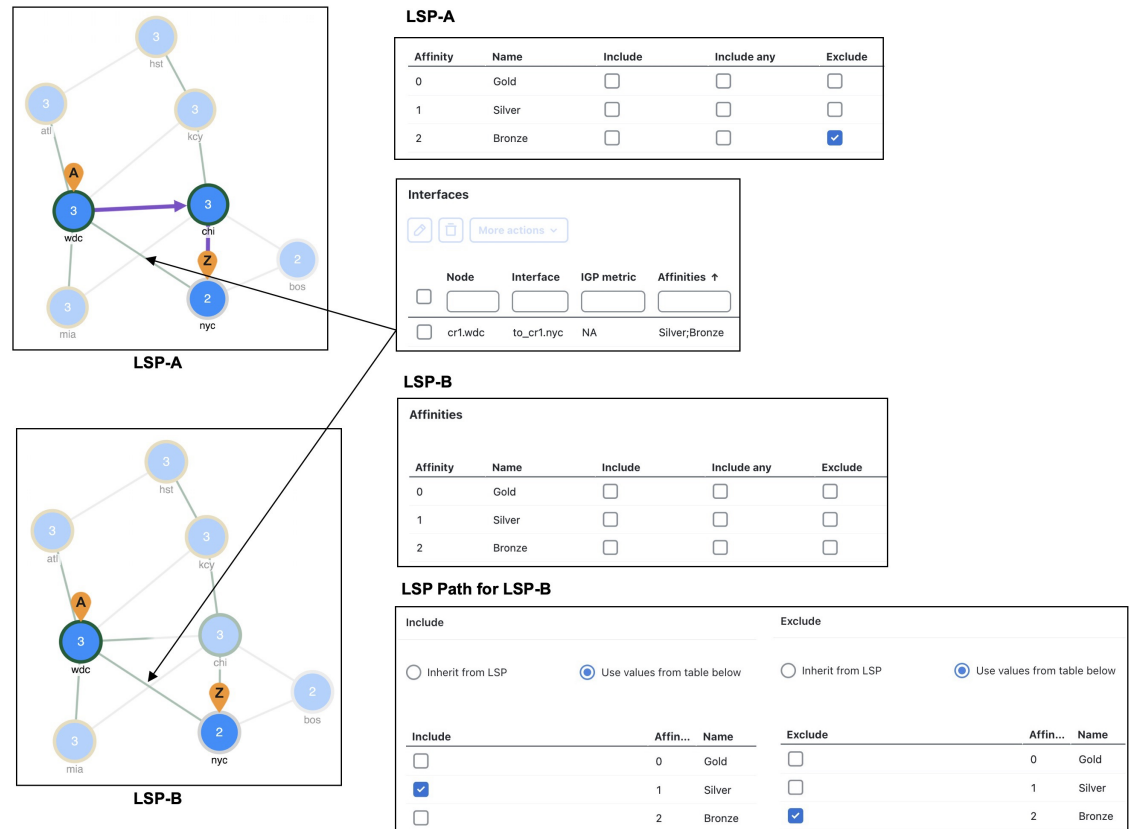 3
hst
3
atl
3
kcy
A
3
wdc
3
chi
Z
2
bos
3
mia
2
nyc
LSP-A
LSP-A
Affinity Name Include Include any Exclude
0 Gold
1 Silver
2 Bronze
Interfaces
More actions
Node Interface IGP metric Affinities ↑
cr1.wdc to_cr1.nyc NA Silver;Bronze
LSP-B
Affinities
Affinity Name Include Include any Exclude
0 Gold
1 Silver
2 Bronze
3
hst
3
atl
3
kcy
A
3
wdc
3
chi
Z
2
bos
3
mia
2
nyc
LSP-B
LSP Path for LSP-B
Include
Inherit from LSP Use values from table below
Include Affin... Name
0 Gold
1 Silver
2 Bronze
Exclude
Inherit from LSP Use values from table below
Exclude Affin... Name
0 Gold
1 Silver
2 Bronze